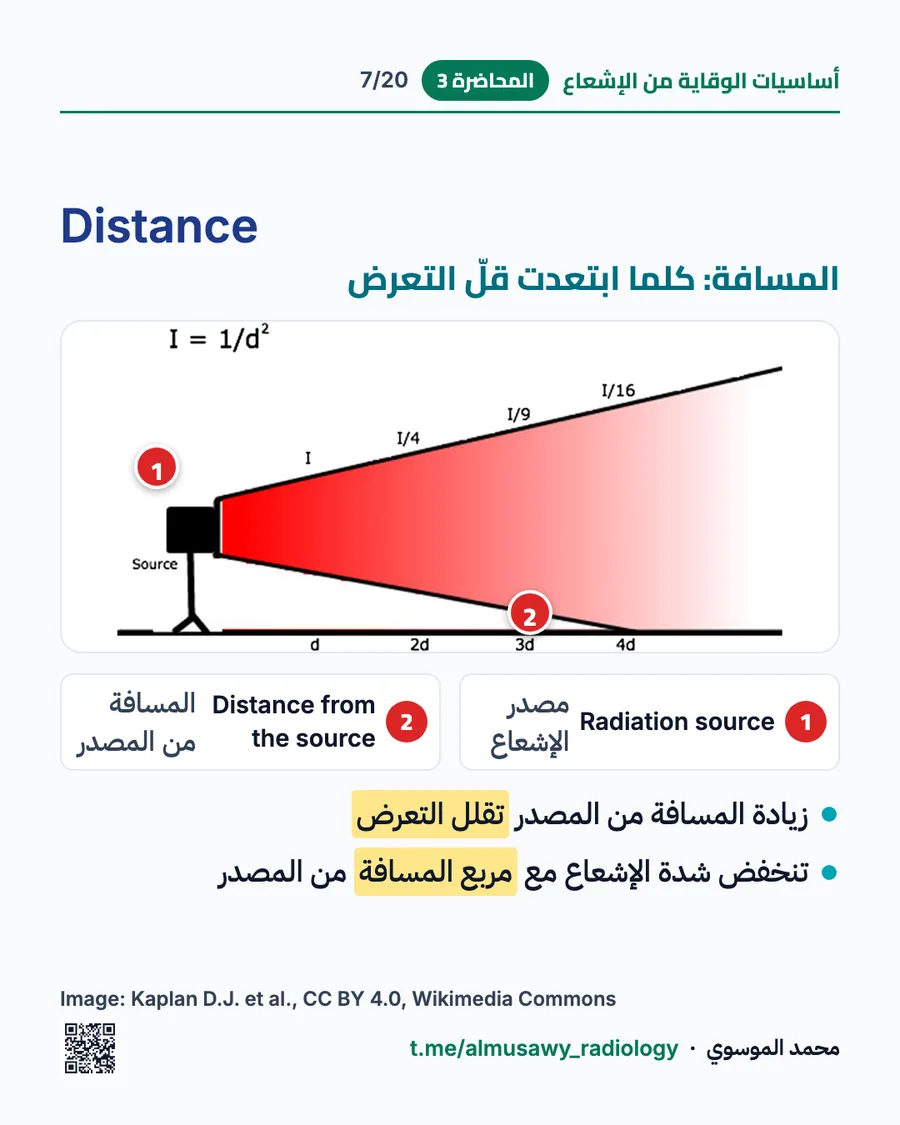 أساسيات الوقاية من الإشعاع المحاضرة 3 7/20
Distance
المسافة: كلما ابتعدت قلّ التعرض
I = 1/d²
I
I/4
I/9
I/16
1
Source
2
d 2d 3d 4d
1 Radiation source مصدر الإشعاع
2 Distance from the source المسافة من المصدر
زيادة المسافة من المصدر تقلل التعرض
تنخفض شدة الإشعاع مع مربع المسافة من المصدر
Image: Kaplan D.J. et al., CC BY 4.0, Wikimedia Commons
محمد الموسوي · t.me/almusawy_radiology